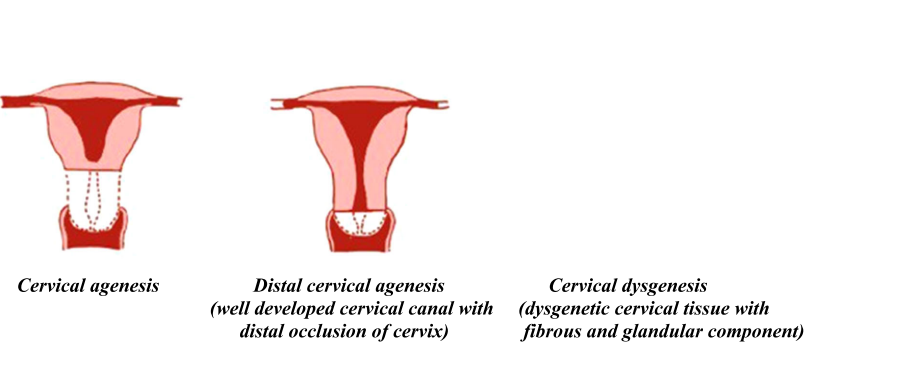 Cervical agenesis
Distal cervical agenesis
(well developed cervical canal with
distal occlusion of cervix)
Cervical dysgenesis
(dysgenetic cervical tissue with
fibrous and glandular component)